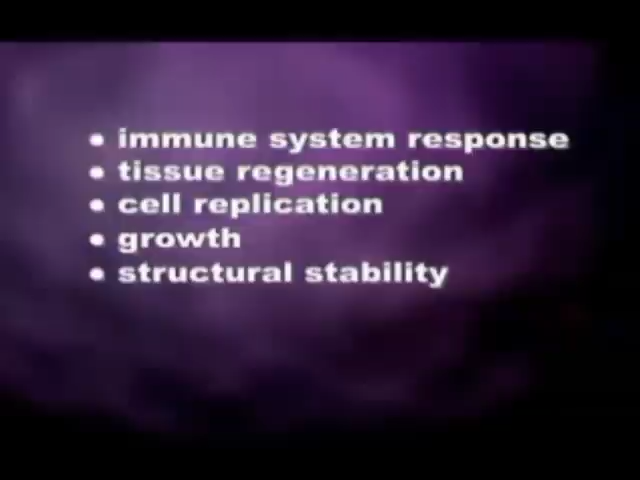 • immune system response
• tissue regeneration
• cell replication
• growth
• structural stability